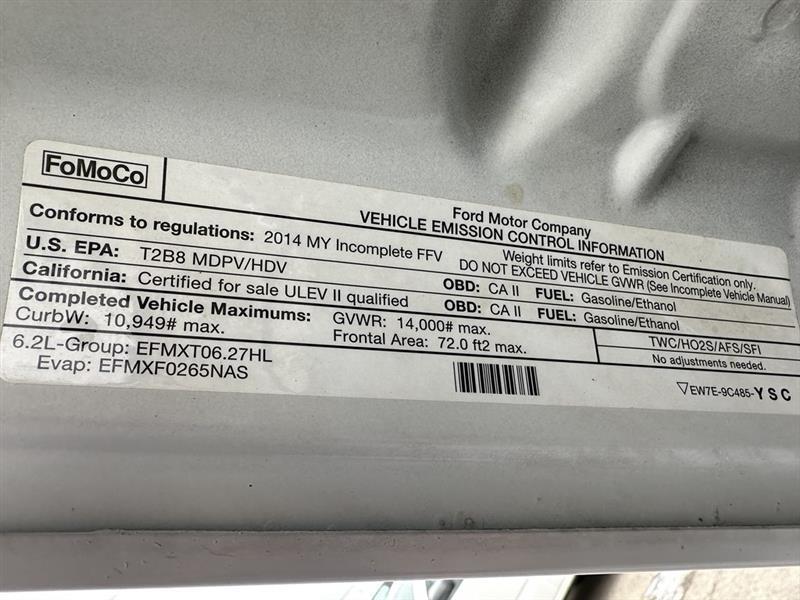 FoMoCo
Ford Motor Company
VEHICLE EMISSION CONTROL INFORMATION
Conforms to regulations: 2014 MY Incomplete FFV
Weight limits refer to Emission Certification only.
DO NOT EXCEED VEHICLE GVWR (See Incomplete Vehicle Manual)
U.S. EPA: T2B8 MDPV/HDV OBD: CA II FUEL: Gasoline/Ethanol
California: Certified for sale ULEV II qualified OBD: CA II FUEL: Gasoline/Ethanol
Completed Vehicle Maximums: GVWR: 14,000# max.
CurbW: 10,949# max. Frontal Area: 72.0 ft2 max.
TWC/HO2S/AFS/SFI
No adjustments needed.
6.2L-Group: EFMXT06.27HL
Evap: EFMXF0265NAS
EW7E-9C485-YSC